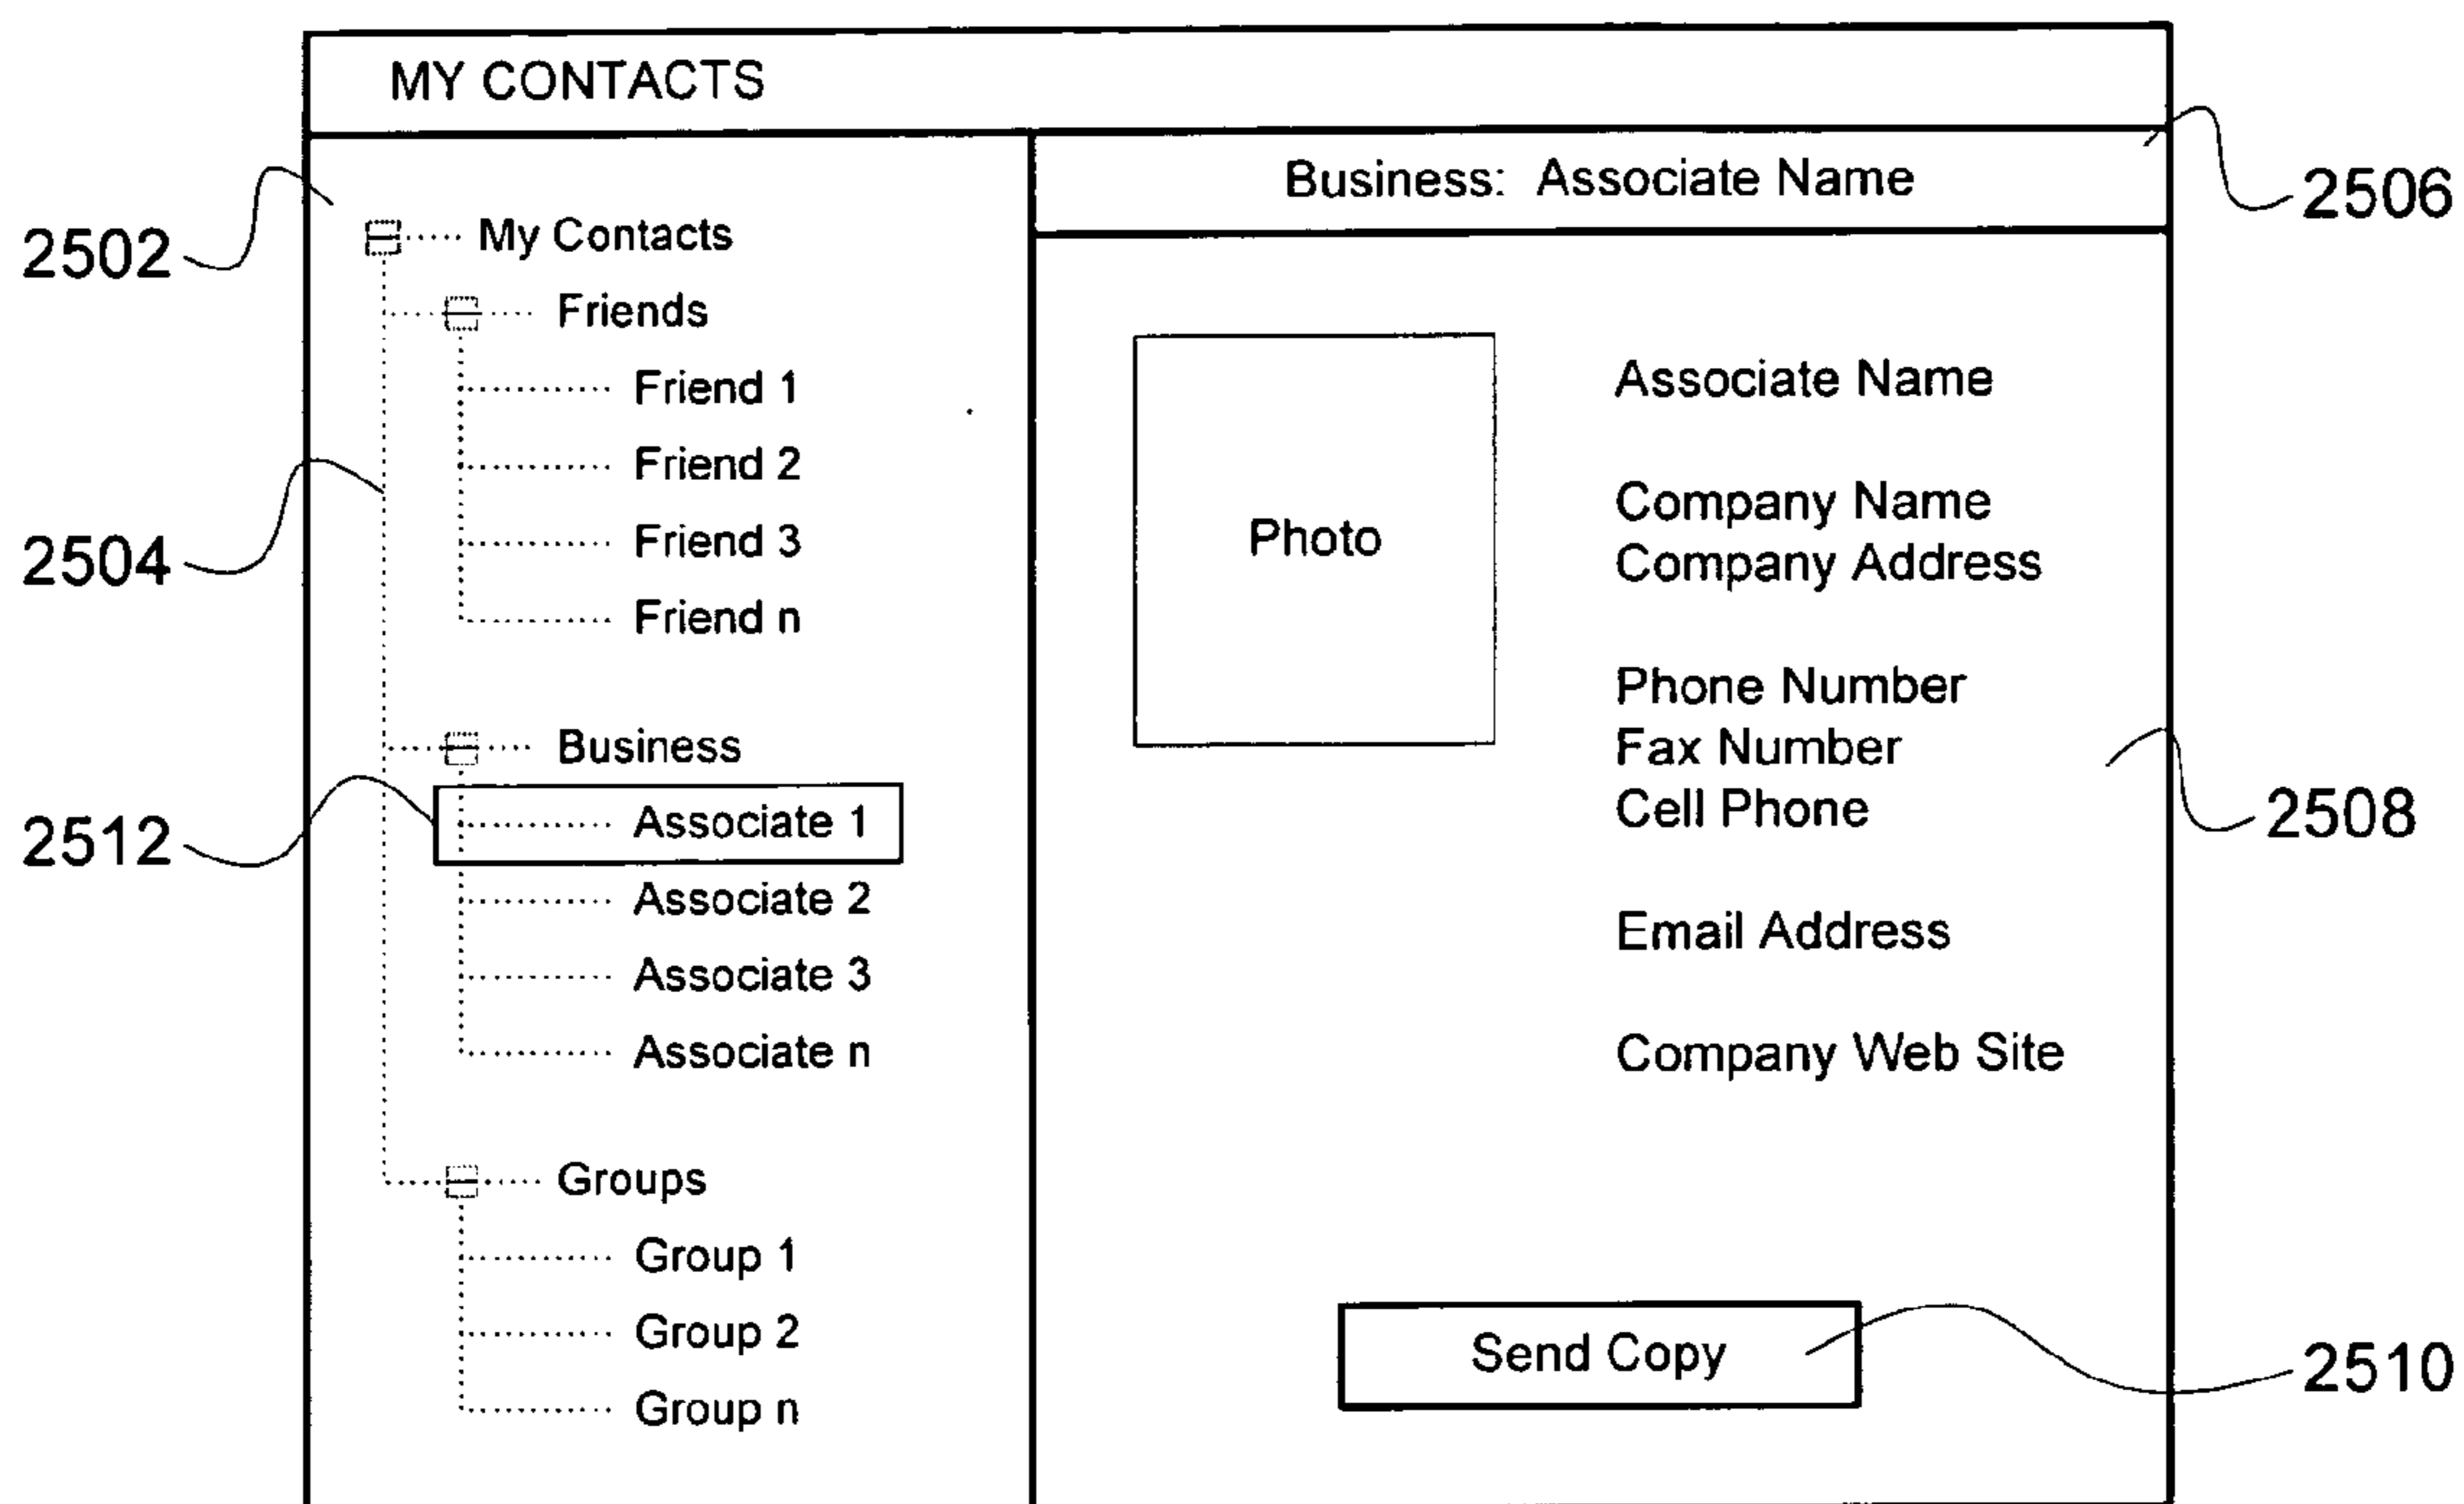 MY CONTACTS
2502
2504
2512
My Contacts
Friends
Friend 1
Friend 2
Friend 3
Friend n
Business
Associate 1
Associate 2
Associate 3
Associate n
Groups
Group 1
Group 2
Group n
Business: Associate Name
Photo
Associate Name
Company Name
Company Address
Phone Number
Fax Number
Cell Phone
Email Address
Company Web Site
Send Copy
2506
2508
2510